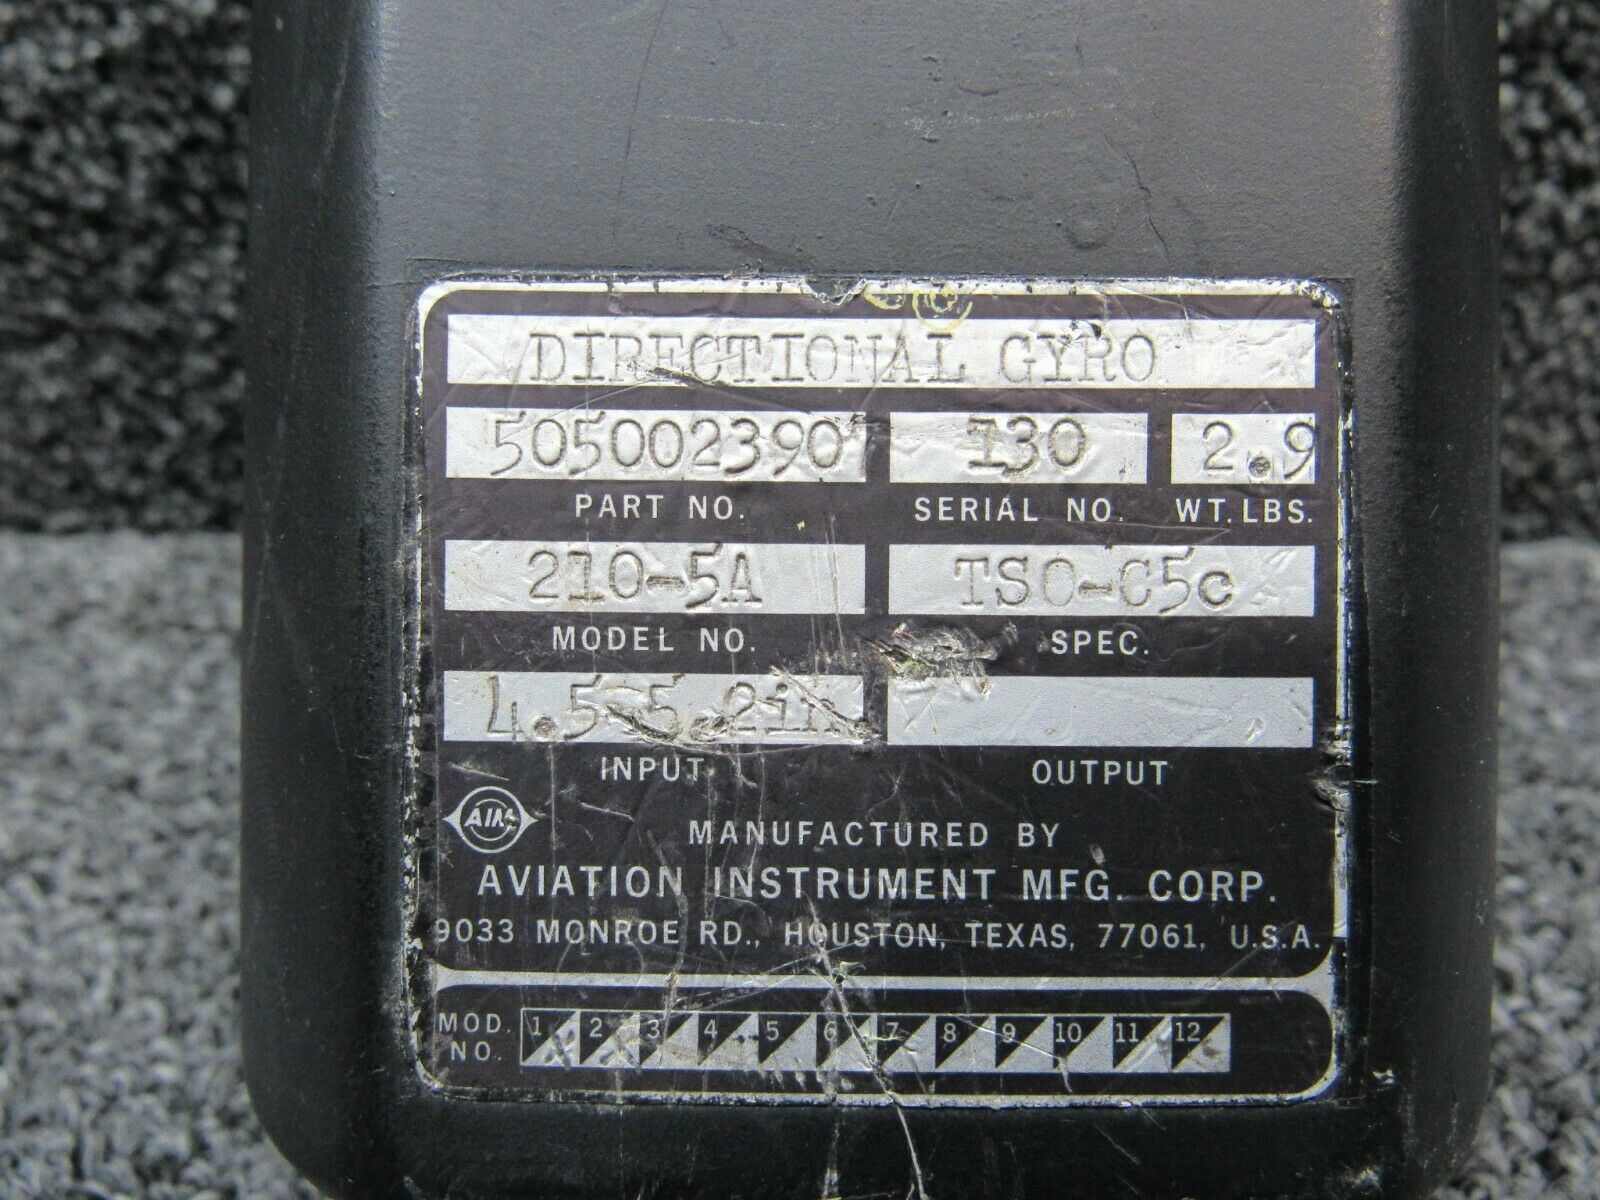 DIRECTIONAL GYRO
505002390 130 2.9
PART NO. SERIAL NO. WT. LBS.
210-5A TSO-C5c
MODEL NO. SPEC.
4.5-5.2in
INPUT OUTPUT
AIM
MANUFACTURED BY
AVIATION INSTRUMENT MFG. CORP.
9033 MONROE RD., HOUSTON, TEXAS, 77061, U.S.A.
MOD. NO. 1 2 3 4 5 6 7 8 9 10 11 12